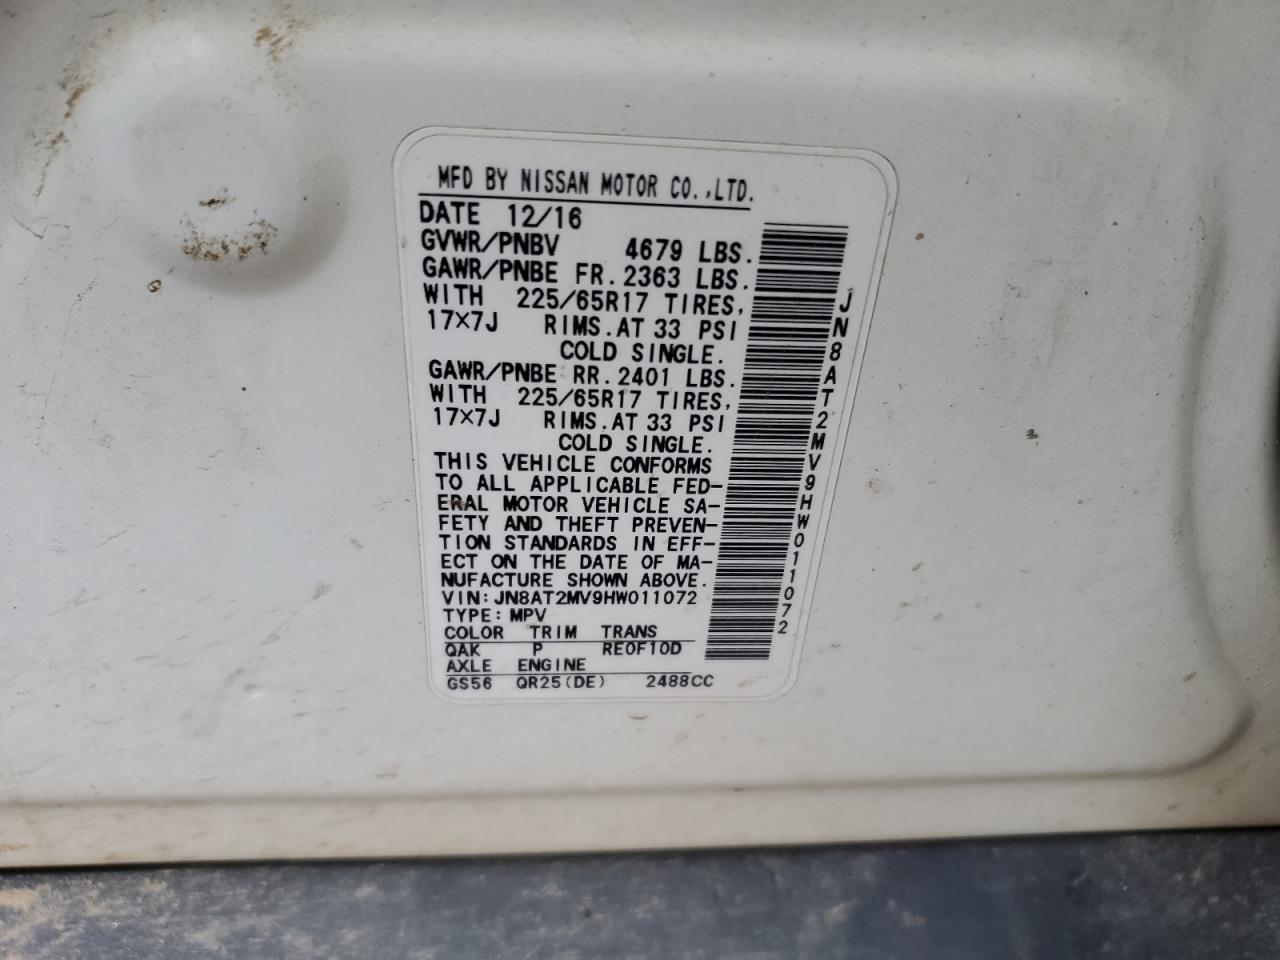 MFD BY NISSAN MOTOR CO.,LTD.
DATE 12/16
GVWR/PNBV 4679 LBS.
GAWR/PNBE FR.2363 LBS.
WITH 225/65R17 TIRES,
17×7J RIMS.AT 33 PSI
COLD SINGLE.
GAWR/PNBE RR.2401 LBS.
WITH 225/65R17 TIRES,
17×7J RIMS.AT 33 PSI
COLD SINGLE.
THIS VEHICLE CONFORMS
TO ALL APPLICABLE FED-
ERAL MOTOR VEHICLE SA-
FETY AND THEFT PREVEN-
TION STANDARDS IN EFF-
ECT ON THE DATE OF MA-
NUFACTURE SHOWN ABOVE.
VIN:JN8AT2MV9HW011072
TYPE:MPV
COLOR TRIM TRANS
QAK P RE0F10D
AXLE ENGINE
GS56 QR25(DE) 2488CC
JN8AT2MV9HW011072